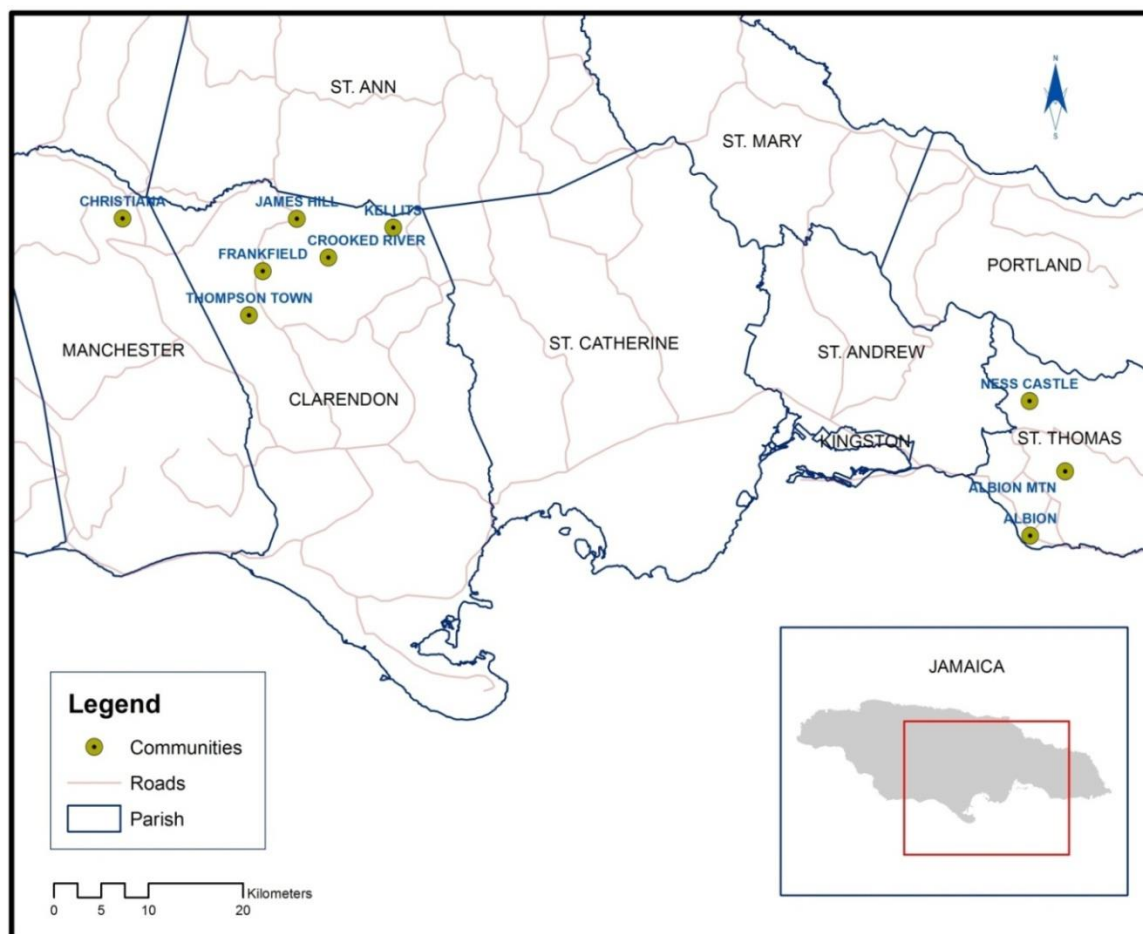 N
S
ST. ANN
ST. MARY
CHRISTIANA
JAMES HILL
KELLITS
CROOKED RIVER
FRANKFIELD
PORTLAND
THOMPSON TOWN
MANCHESTER
ST. CATHERINE
ST. ANDREW
NESS CASTLE
CLARENDON
KINGSTON
ST. THOMAS
ALBION MTN
ALBION
JAMAICA
Legend
Communities
Roads
Parish
Kilometers
0 5 10 20